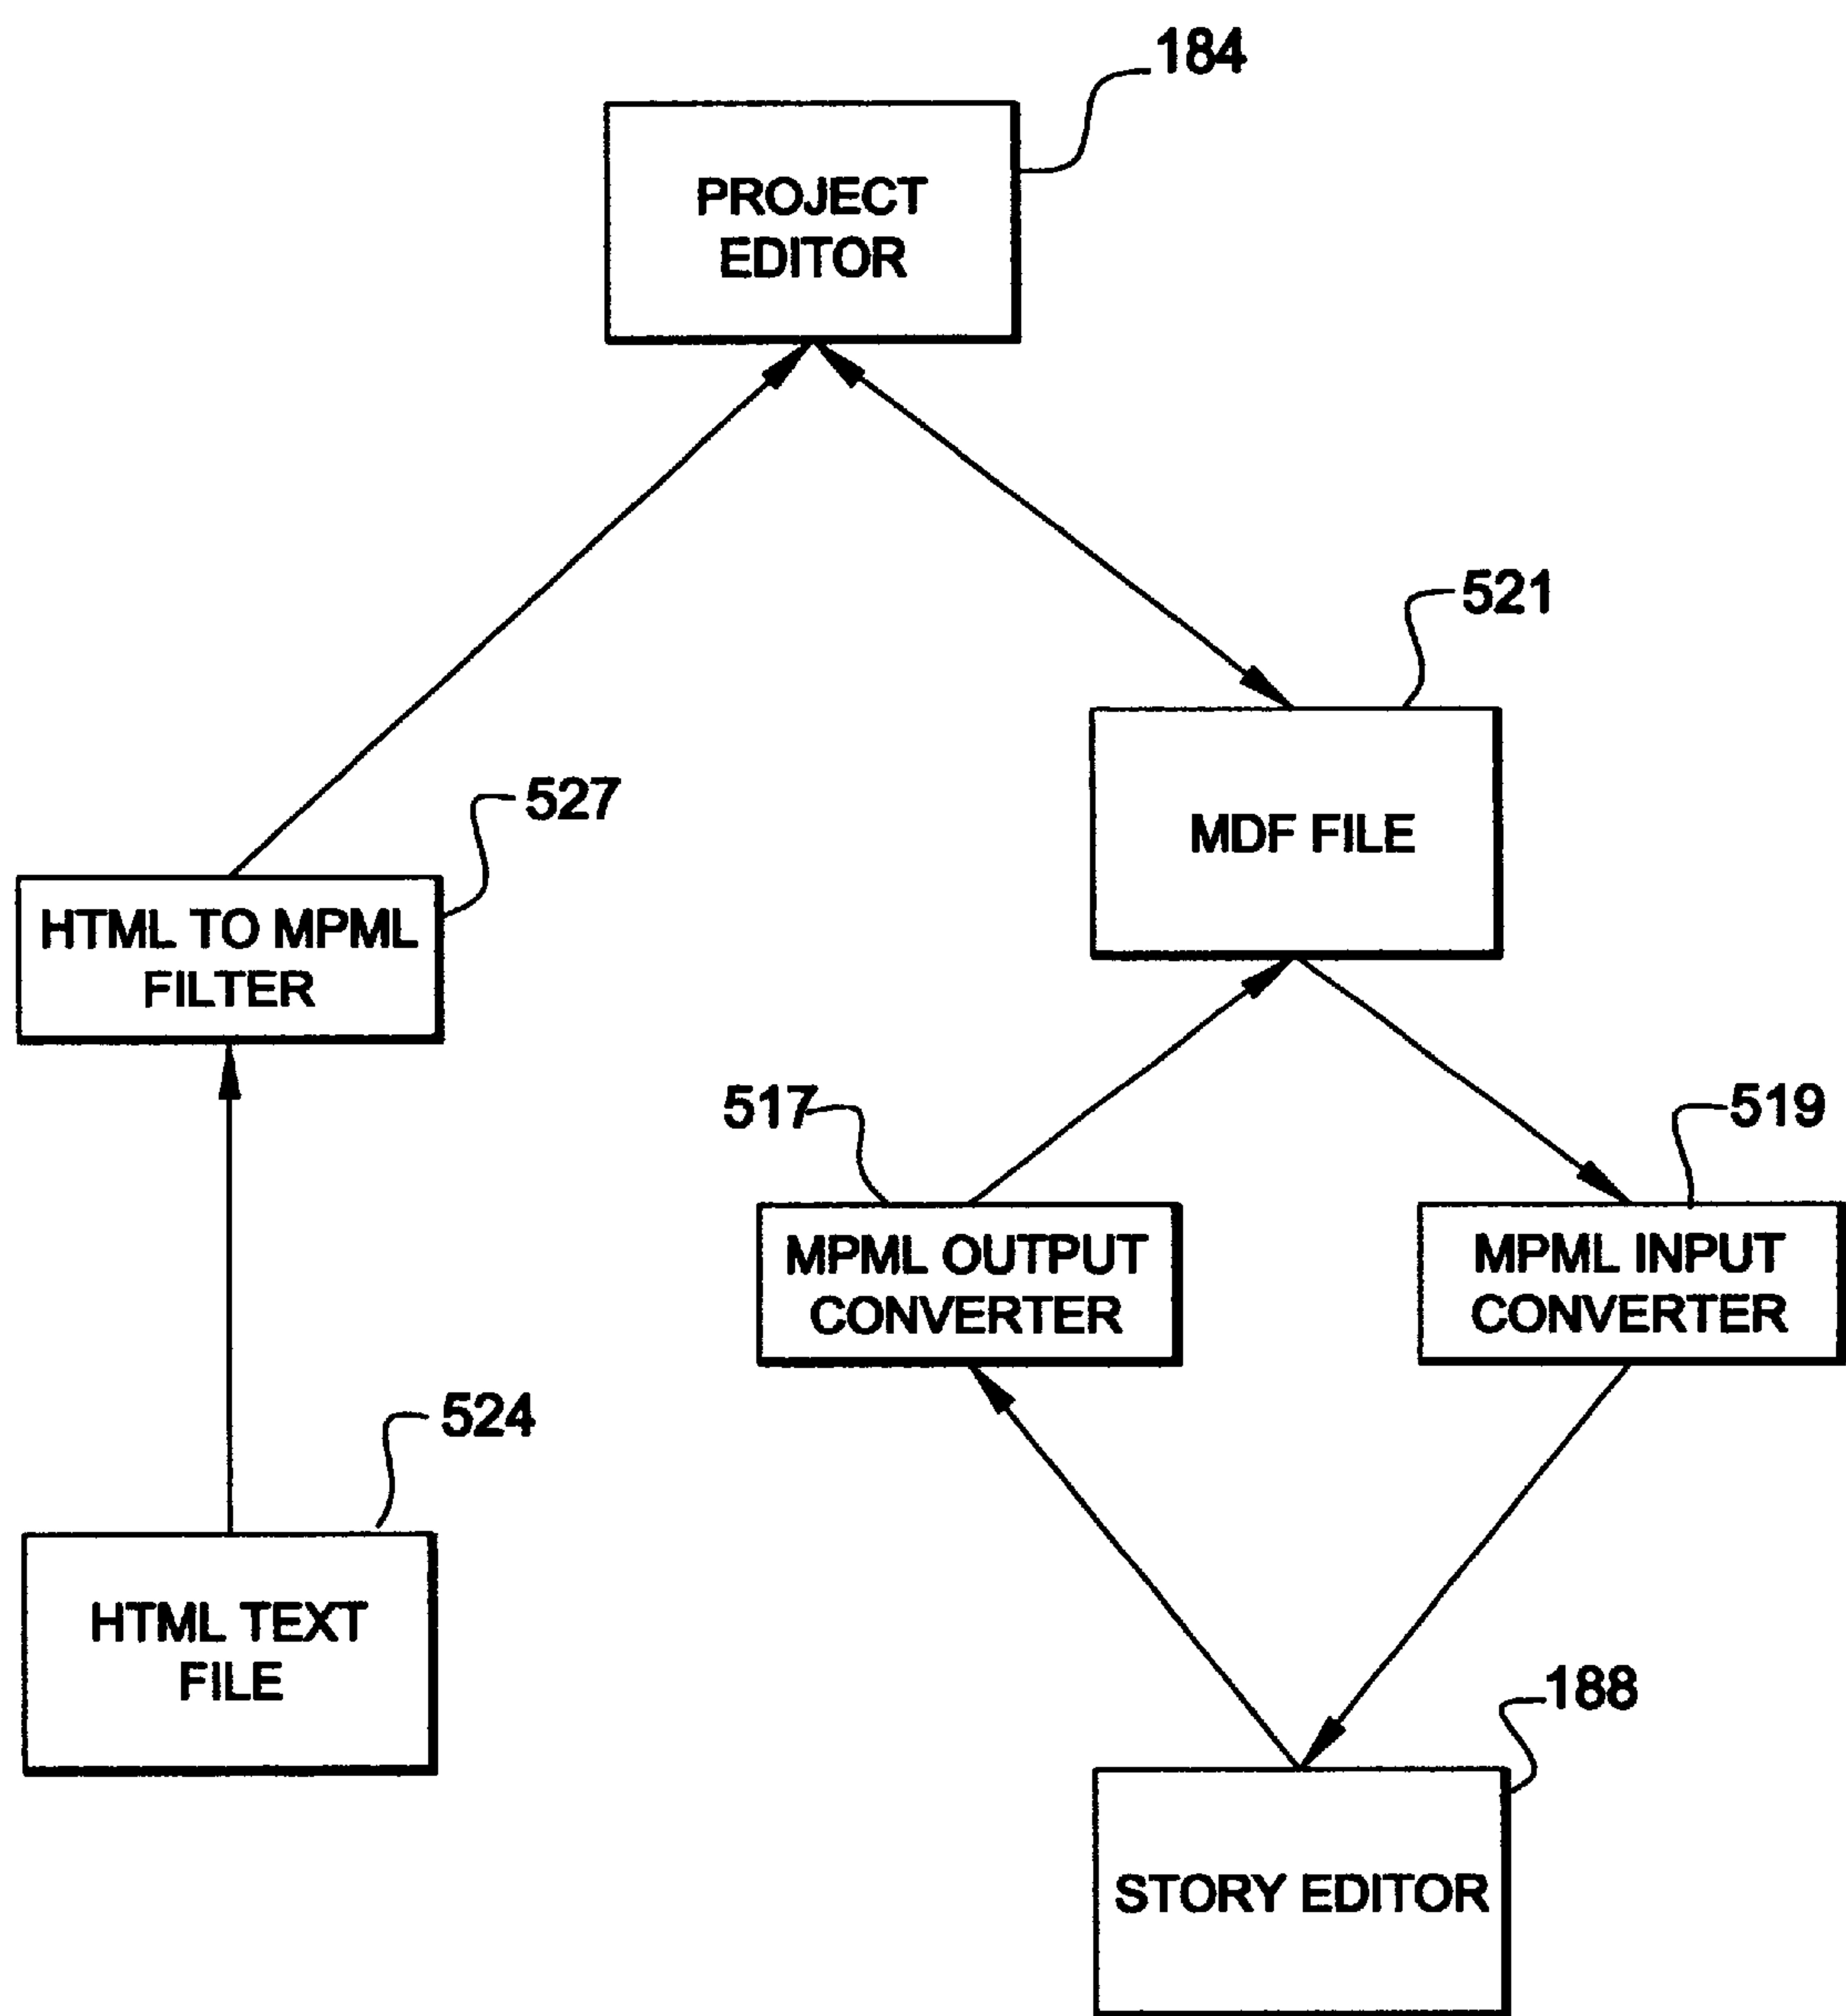 184
PROJECT
EDITOR
521
MDF FILE
527
HTML TO MPML
FILTER
517
MPML OUTPUT
CONVERTER
519
MPML INPUT
CONVERTER
524
HTML TEXT
FILE
188
STORY EDITOR